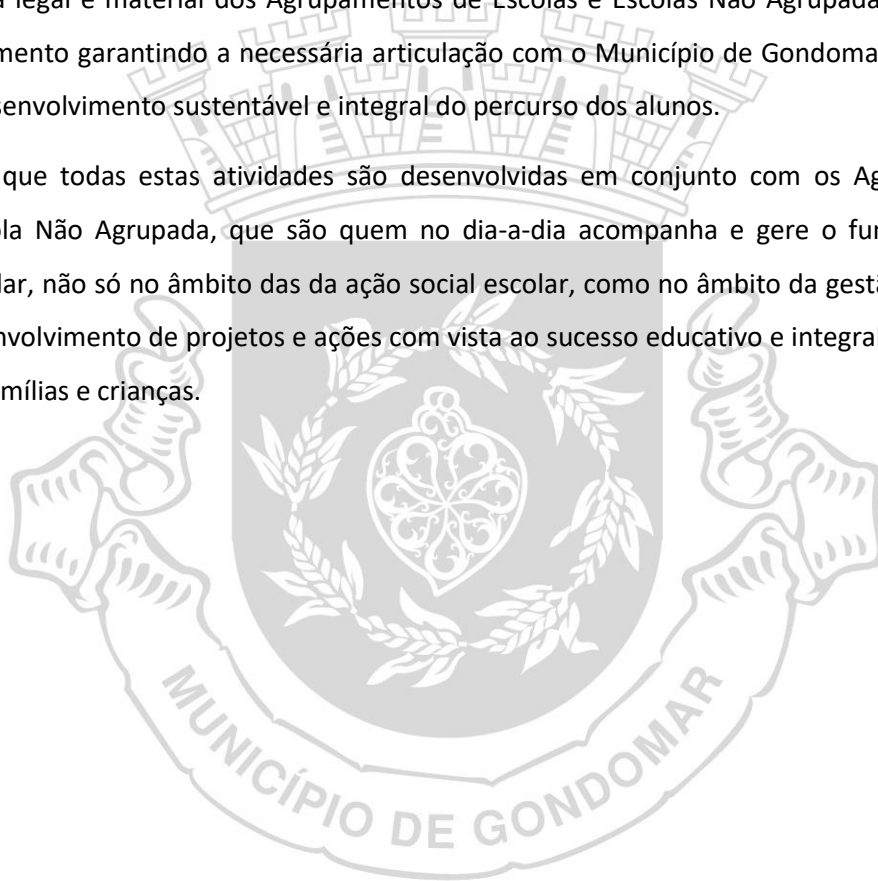 legal e material dos Agrupamentos de Escolas e Escolas Não Agrupada
mento garantindo a necessária articulação com o Município de Gondoma
senvolvimento sustentável e integral do percurso dos alunos.
que todas estas atividades são desenvolvidas em conjunto com os Ag
la Não Agrupada, que são quem no dia-a-dia acompanha e gere o fun
lar, não só no âmbito das da ação social escolar, como no âmbito da gest
nvolvimento de projetos e ações com vista ao sucesso educativo e integral
mílias e crianças.
MUNICÍPIO DE GONDOMAR